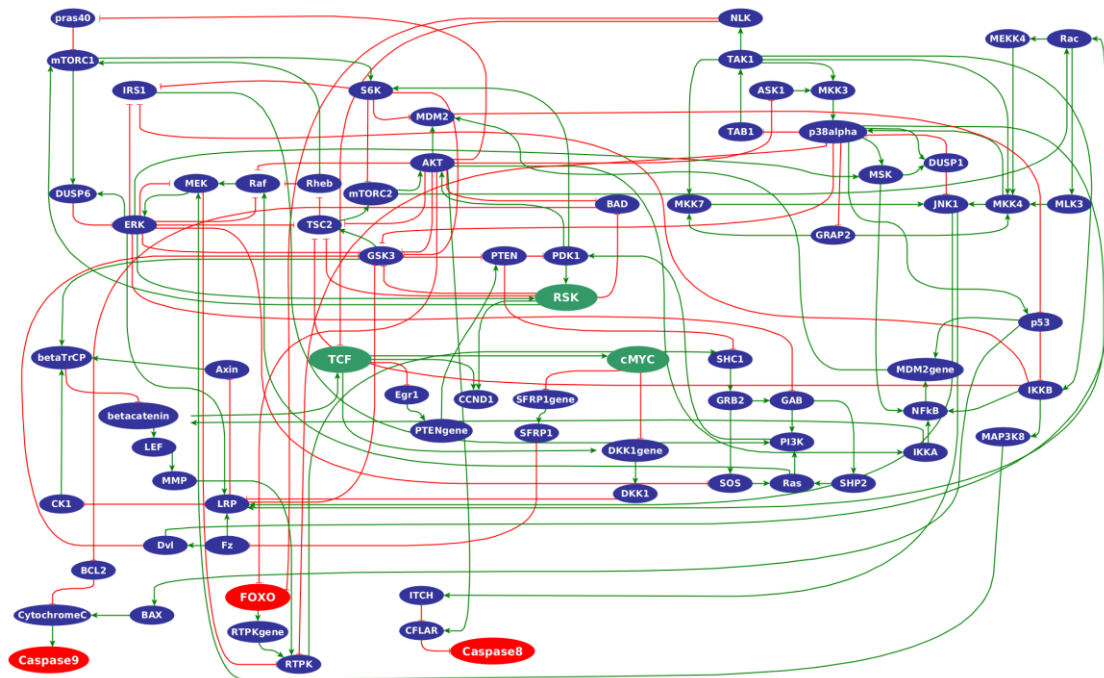 pras40
NLK
MEKK4
Rac
mTORC1
TAK1
IRS1
S6K
ASK1
MKK3
MDM2
TAB1
p38alpha
AKT
DUSP1
MSK
MEK
Raf
Rheb
mTORC2
DUSP6
BAD
MKK7
JNK1
MKK4
MLK3
ERK
TSC2
GRAP2
GSK3
PTEN
PDK1
RSK
p53
betaTrCP
TCF
cMYC
SHC1
Axin
MDM2gene
IKKB
Egr1
CCND1
SFRP1gene
GRB2
GAB
NFkB
betacatenin
PTENgene
SFRP1
PI3K
MAP3K8
LEF
DKK1gene
IKKA
MMP
SOS
Ras
SHP2
DKK1
CK1
LRP
Dvl
Fz
BCL2
FOXO
ITCH
CytochromeC
BAX
RTPKgene
CFLAR
Caspase9
RTPK
Caspase8